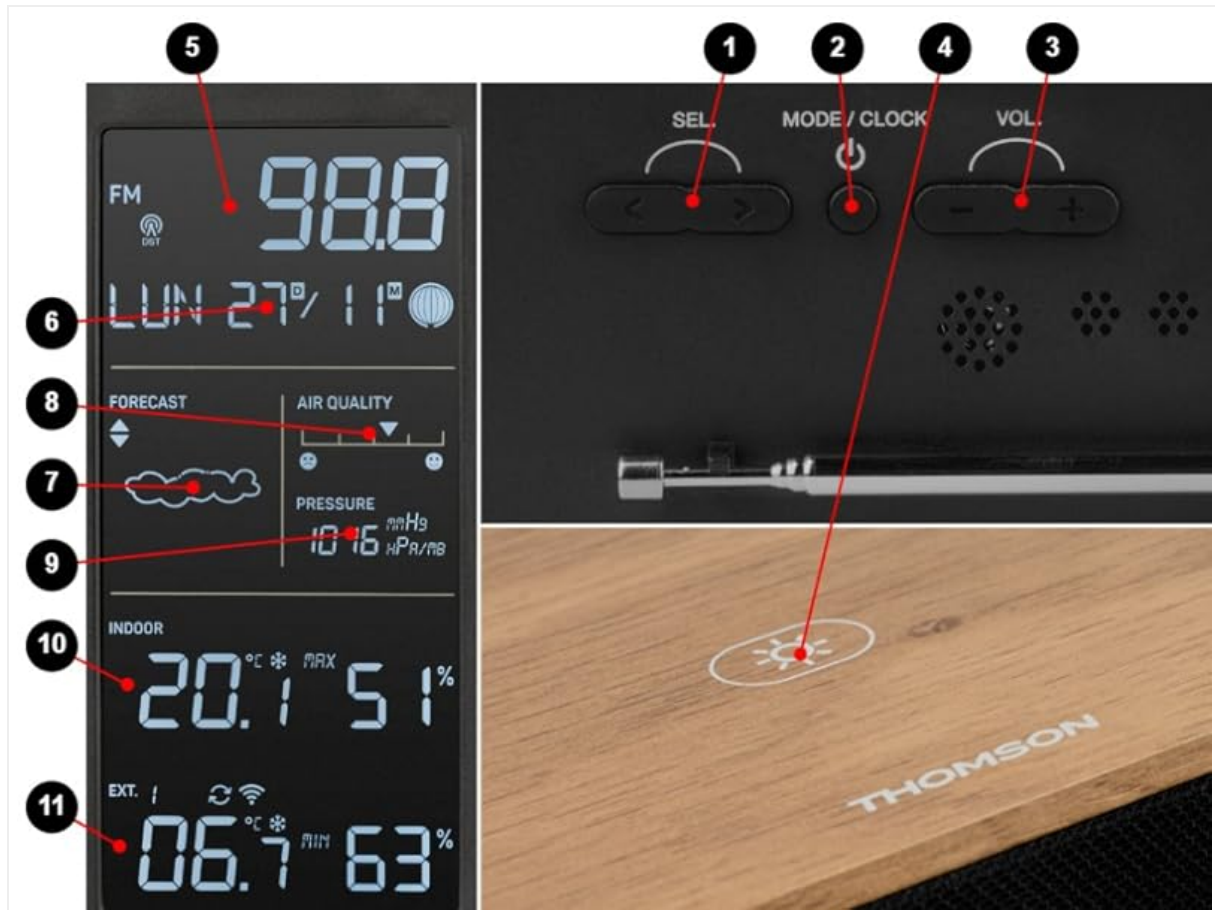 5
1
2
4
3
SEL.
MODE / CLOCK
VOL.
< >
- +
FM
98.8
DST
6
LUN 27 D / 11 M
8
FORECAST
AIR QUALITY
7
PRESSURE
1016 mmHg
hPa/mB
9
10
INDOOR
20.1 °C MAX 51 %
11
EXT. 1
06.7 °C MIN 63 %
THOMSON